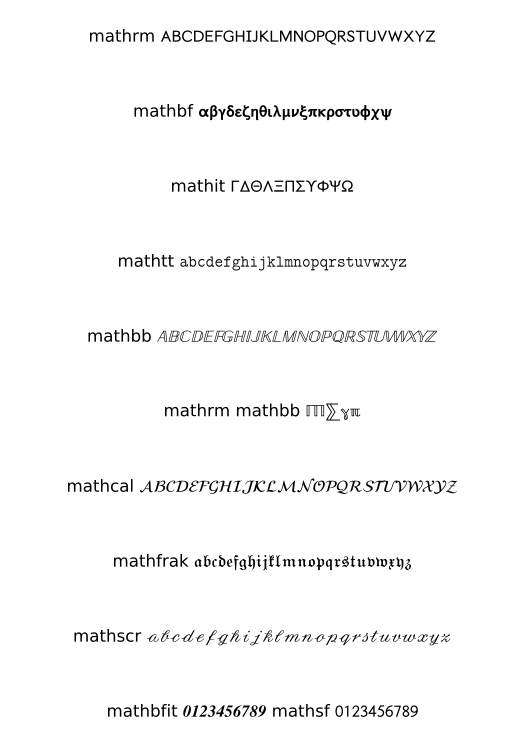 mathrm ABCDEFGHIJKLMNOPQRSTUVWXYZ
mathbf αβγδεζηθιλμνξπκρστυϕχψ
mathit ΓΔΘΛΞΠΣΥΦΨΩ
mathtt abcdefghijklmnopqrstuvwxyz
mathbb ABCDEFGHIJKLMNOPQRSTUVWXYZ
mathrm mathbb ℾ∏⅀ℽℼ
mathcal ABCDEFGHIJKLMNOPQRSTUVWXYZ
mathfrak abcdefghijklmnopqrstuvwxyz
mathscr abcdefghijklmnopqrstuvwxyz
mathbfit 0123456789 mathsf 0123456789